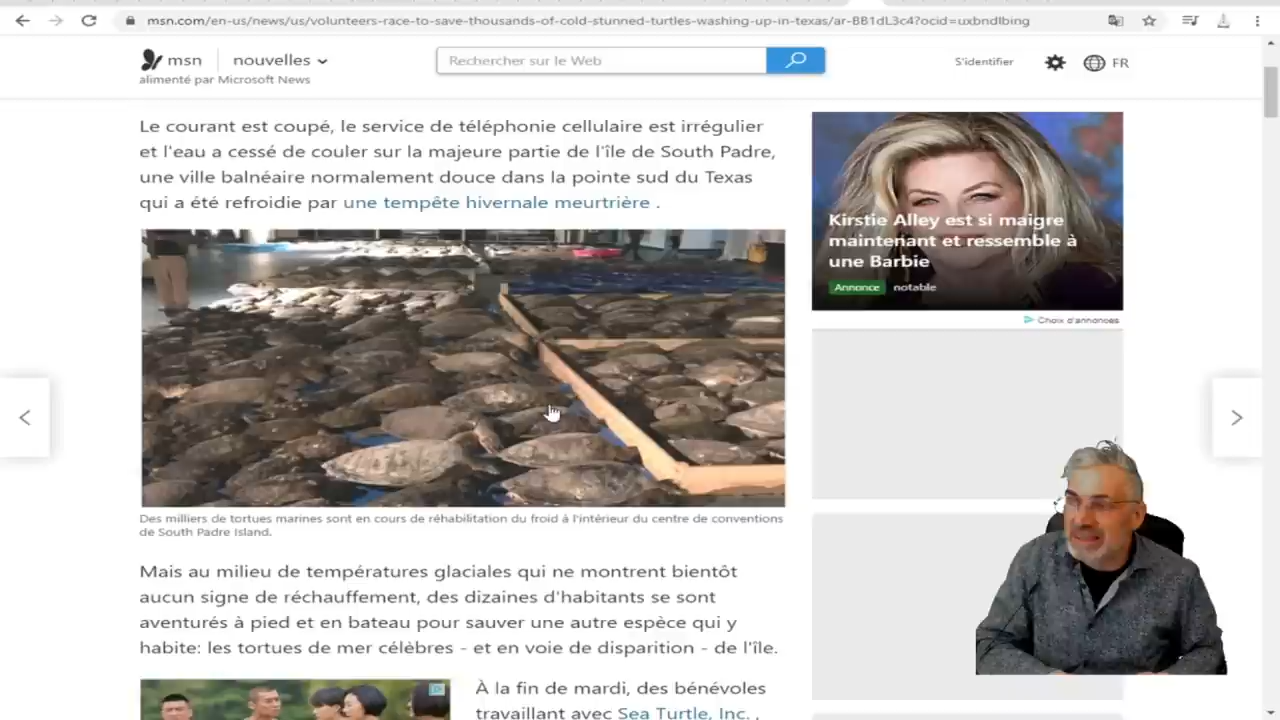 msn.com/en-us/news/us/volunteers-race-to-save-thousands-of-cold-stunned-turtles-washing-up-in-texas/ar-BB1dL3c4?ocid=uxbndlbing
msn
nouvelles
Rechercher sur le Web
S'identifier
FR
alimenté par Microsoft News
Le courant est coupé, le service de téléphonie cellulaire est irrégulier
et l'eau a cessé de couler sur la majeure partie de l'île de South Padre,
une ville balnéaire normalement douce dans la pointe sud du Texas
qui a été refroidie par une tempête hivernale meurtrière .
Kirstie Alley est si maigre
maintenant et ressemble à
une Barbie
Annonce notable
Choix d'annonces
Des milliers de tortues marines sont en cours de réhabilitation du froid à l'intérieur du centre de conventions
de South Padre Island.
Mais au milieu de températures glaciales qui ne montrent bientôt
aucun signe de réchauffement, des dizaines d'habitants se sont
aventurés à pied et en bateau pour sauver une autre espèce qui y
habite: les tortues de mer célèbres - et en voie de disparition - de l'île.
À la fin de mardi, des bénévoles
travaillant avec Sea Turtle, Inc. ,